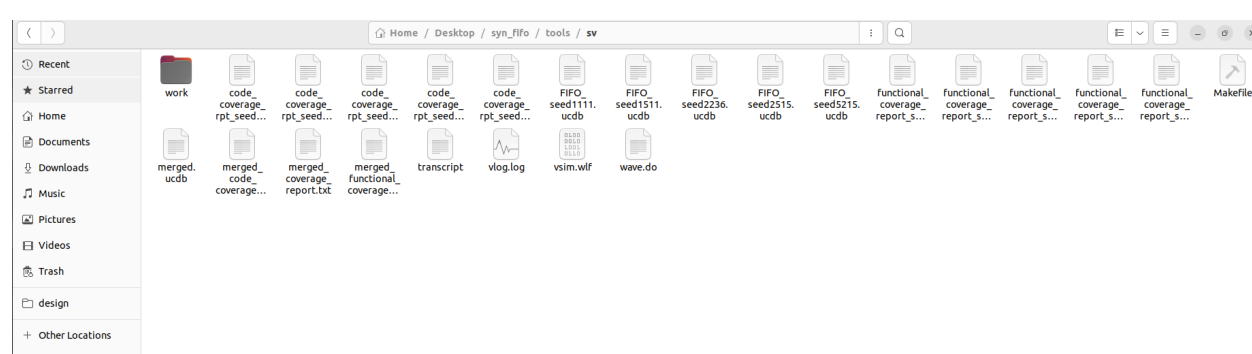 Home / Desktop / syn_fifo / tools / sv
Recent
Starred
Home
Documents
Downloads
Music
Pictures
Videos
Trash
design
+ Other Locations
work
code_
coverage_
rpt_seed...
code_
coverage_
rpt_seed...
code_
coverage_
rpt_seed...
code_
coverage_
rpt_seed...
code_
coverage_
rpt_seed...
FIFO_
seed1111.
ucdb
FIFO_
seed1511.
ucdb
FIFO_
seed2236.
ucdb
FIFO_
seed2515.
ucdb
FIFO_
seed5215.
ucdb
functional_
coverage_
report_s...
functional_
coverage_
report_s...
functional_
coverage_
report_s...
functional_
coverage_
report_s...
functional_
coverage_
report_s...
Makefile
merged.
ucdb
merged_
code_
coverage...
merged_
coverage_
report.txt
merged_
functional_
coverage...
transcript
vlog.log
vsim.wlf
wave.do